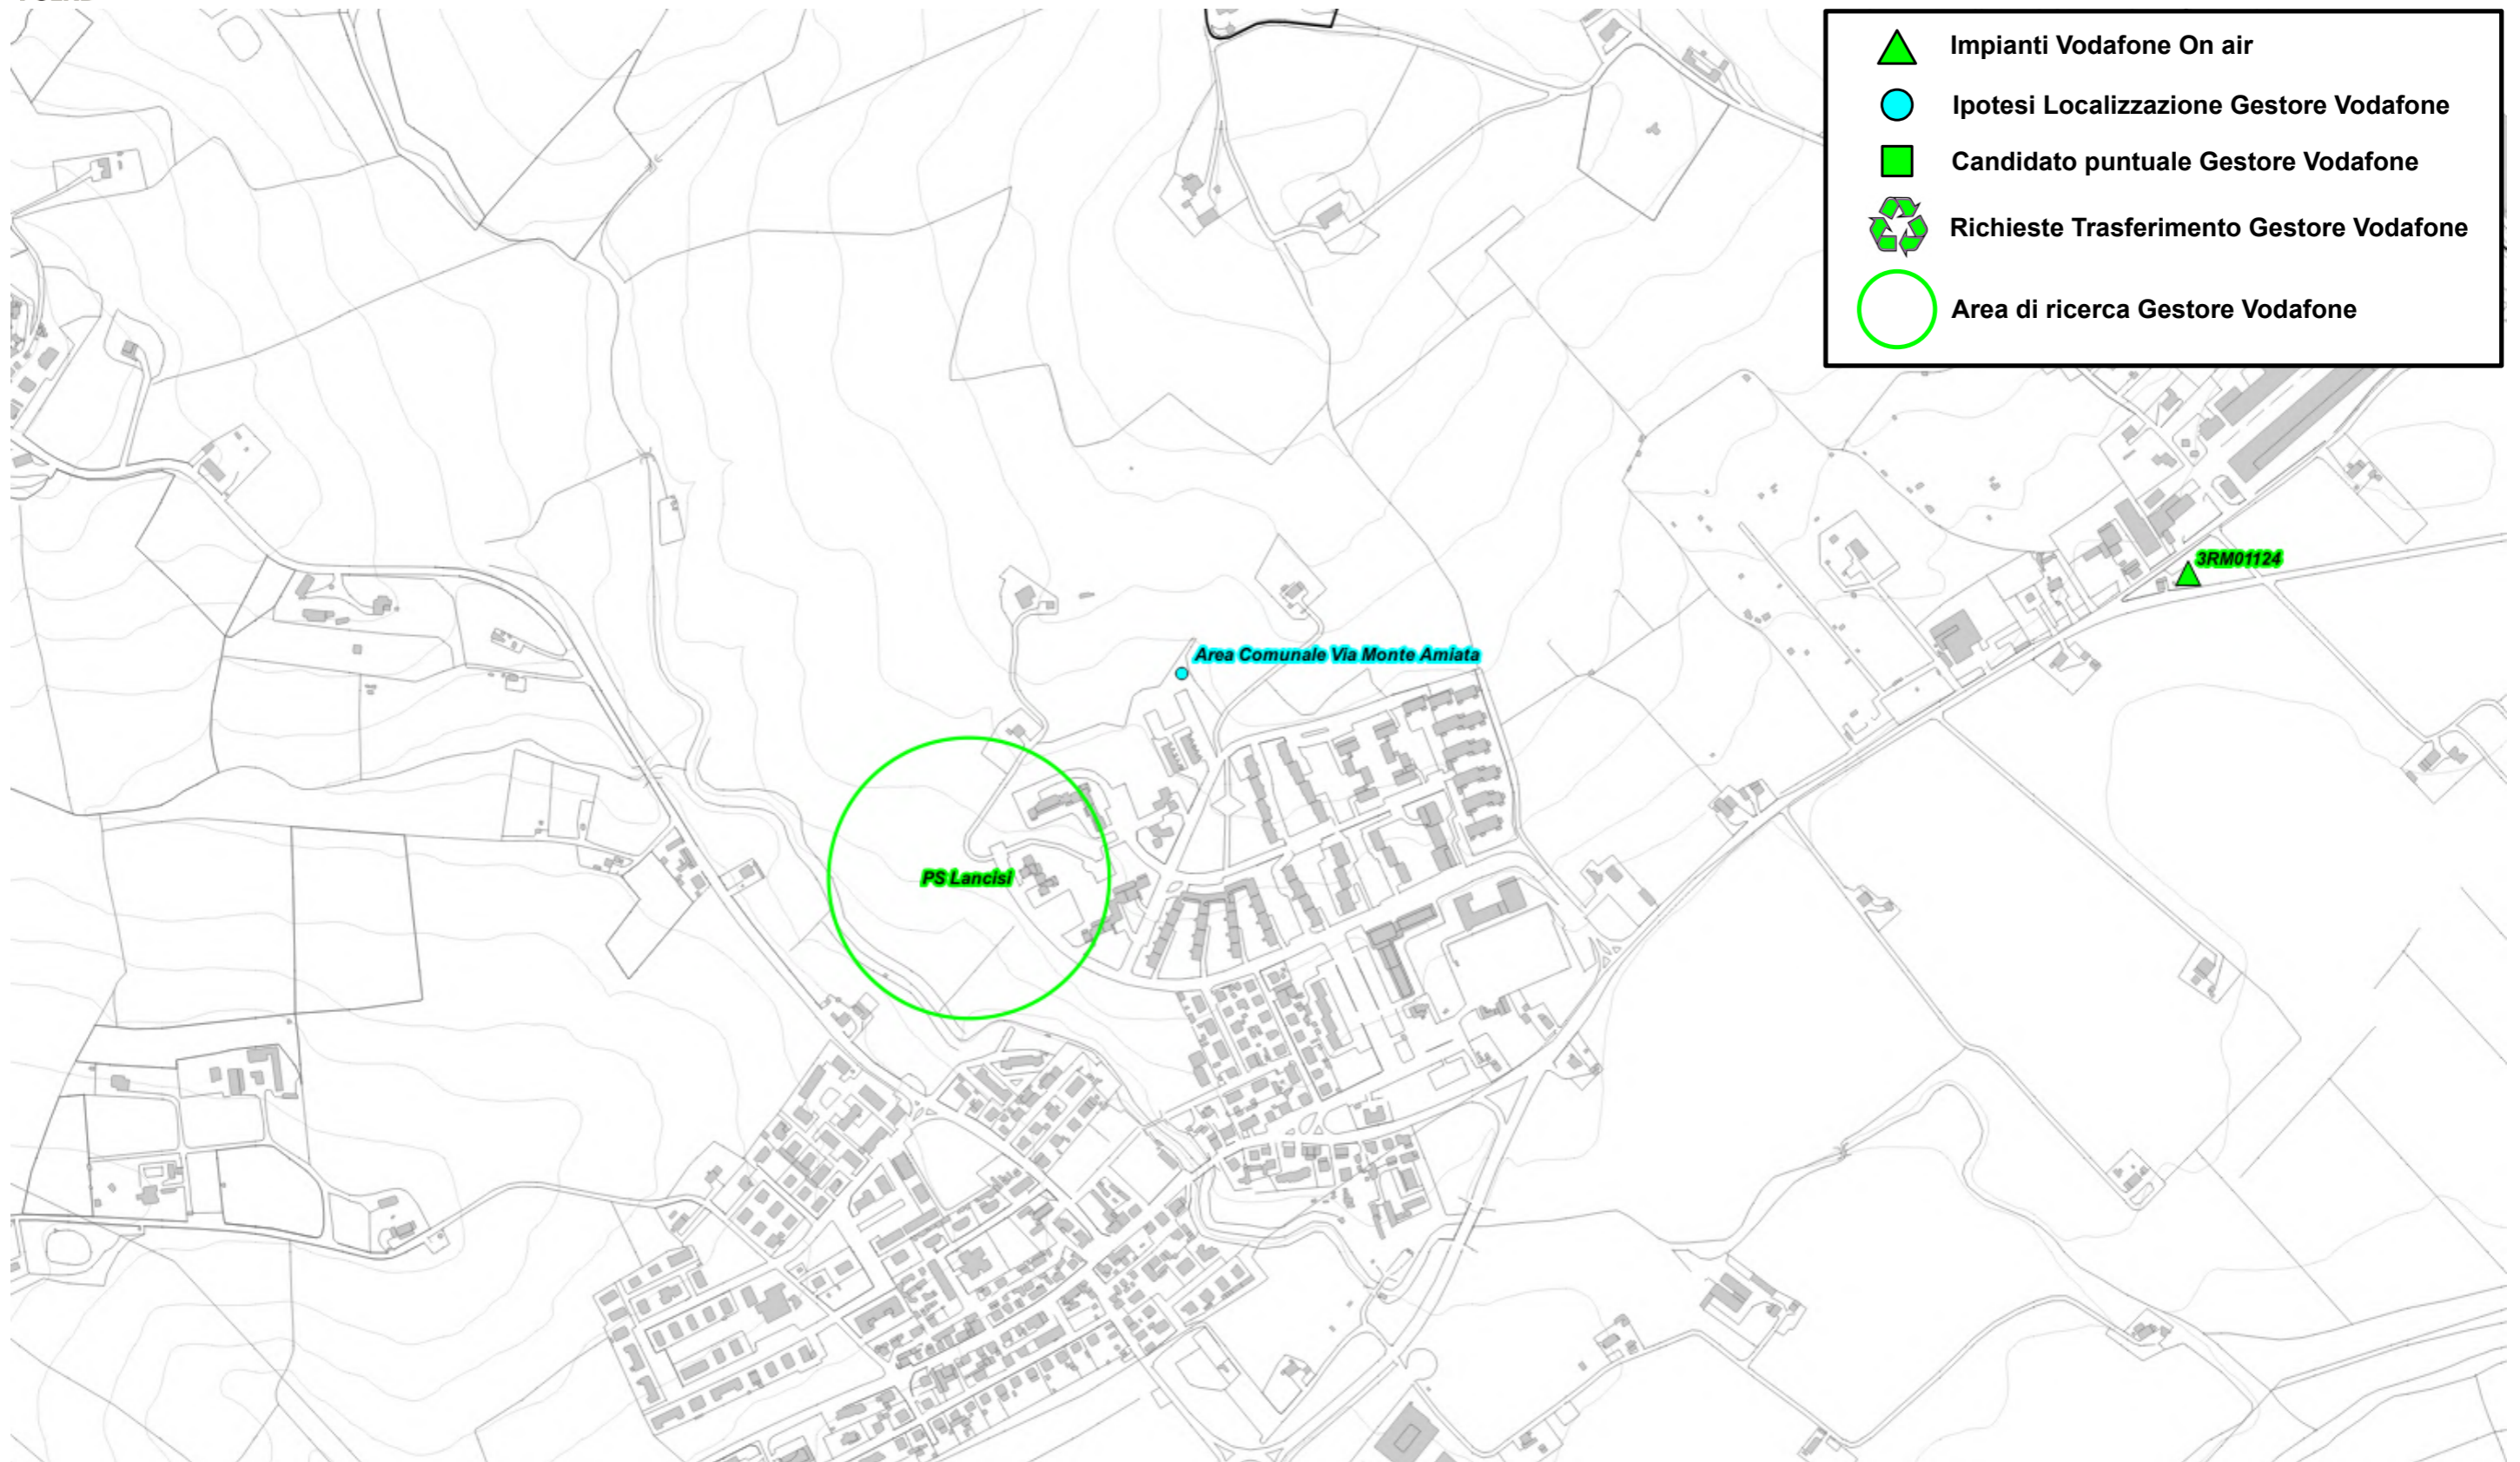 Impianti Vodafone On air
Ipotesi Localizzazione Gestore Vodafone
Candidato puntuale Gestore Vodafone
Richieste Trasferimento Gestore Vodafone
Area di ricerca Gestore Vodafone
3RM01124
Area Comunale Via Monte Amiata
PS Lancisi